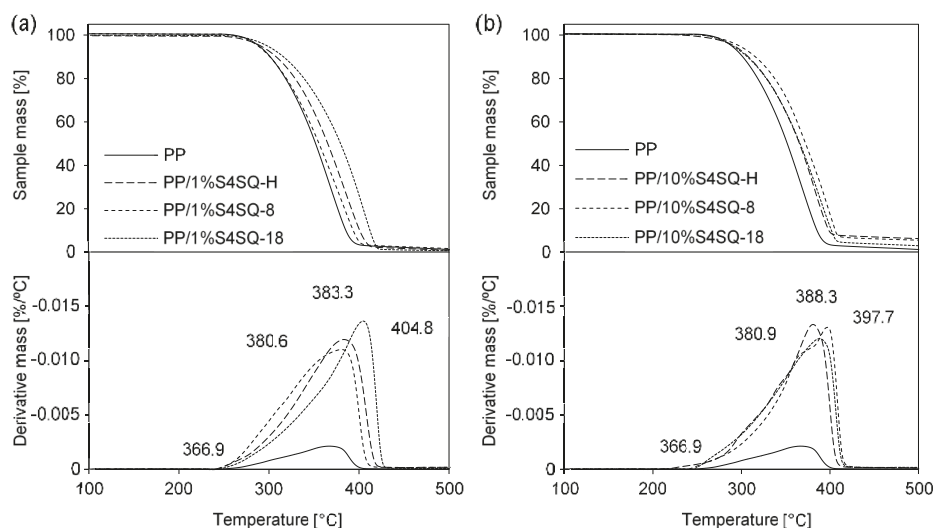 (a)
Sample mass [%]
100
80
60
40
20
0
PP
PP/1%S4SQ-H
PP/1%S4SQ-8
PP/1%S4SQ-18
Derivative mass [%/ºC]
-0.015
-0.010
-0.005
0
383.3
404.8
380.6
366.9
100
200
300
400
500
Temperature [°C]
(b)
Sample mass [%]
100
80
60
40
20
0
PP
PP/10%S4SQ-H
PP/10%S4SQ-8
PP/10%S4SQ-18
Derivative mass [%/ºC]
-0.015
-0.010
-0.005
0
388.3
397.7
380.9
366.9
100
200
300
400
500
Temperature [°C]